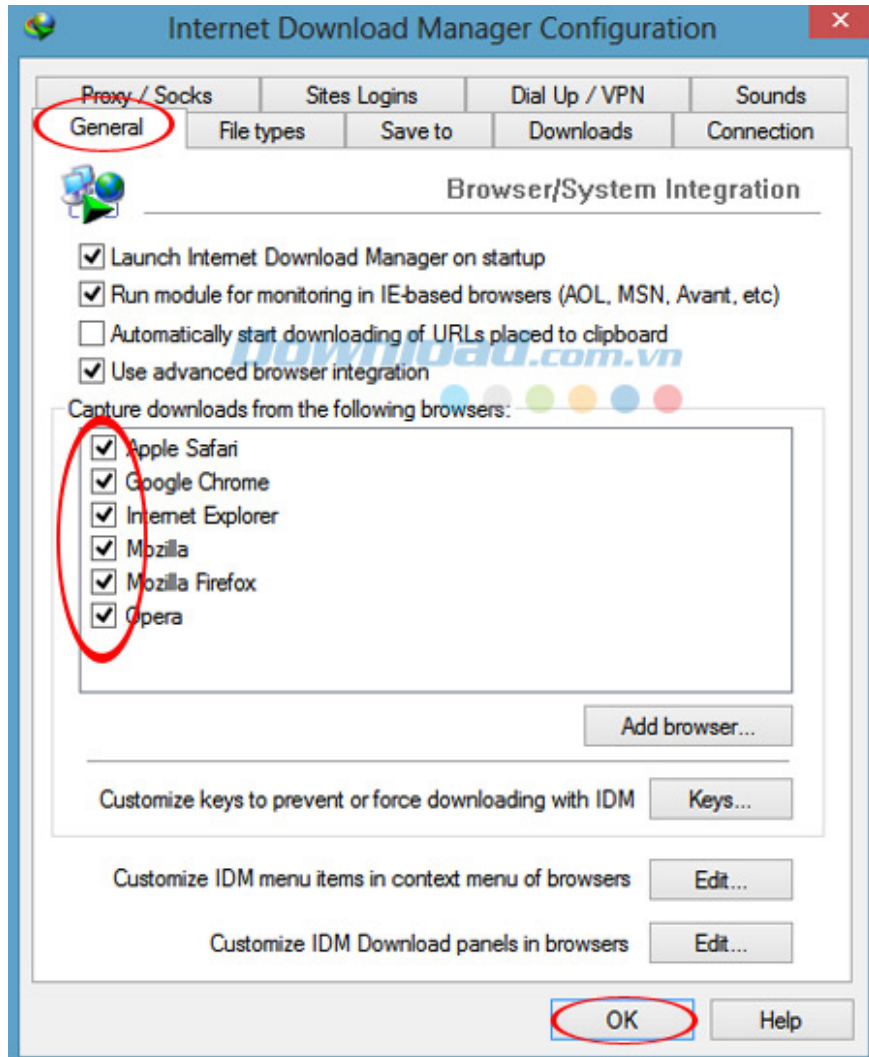 Internet Download Manager Configuration
Proxy / Socks Sites Logins Dial Up / VPN Sounds
General File types Save to Downloads Connection
Browser/System Integration
Launch Internet Download Manager on startup
Run module for monitoring in IE-based browsers (AOL, MSN, Avant, etc)
Automatically start downloading of URLs placed to clipboard
Download.com.vn
Use advanced browser integration
Capture downloads from the following browsers:
Apple Safari
Google Chrome
Internet Explorer
Mozilla
Mozilla Firefox
Opera
Add browser...
Customize keys to prevent or force downloading with IDM Keys...
Customize IDM menu items in context menu of browsers Edit...
Customize IDM Download panels in browsers Edit...
OK Help